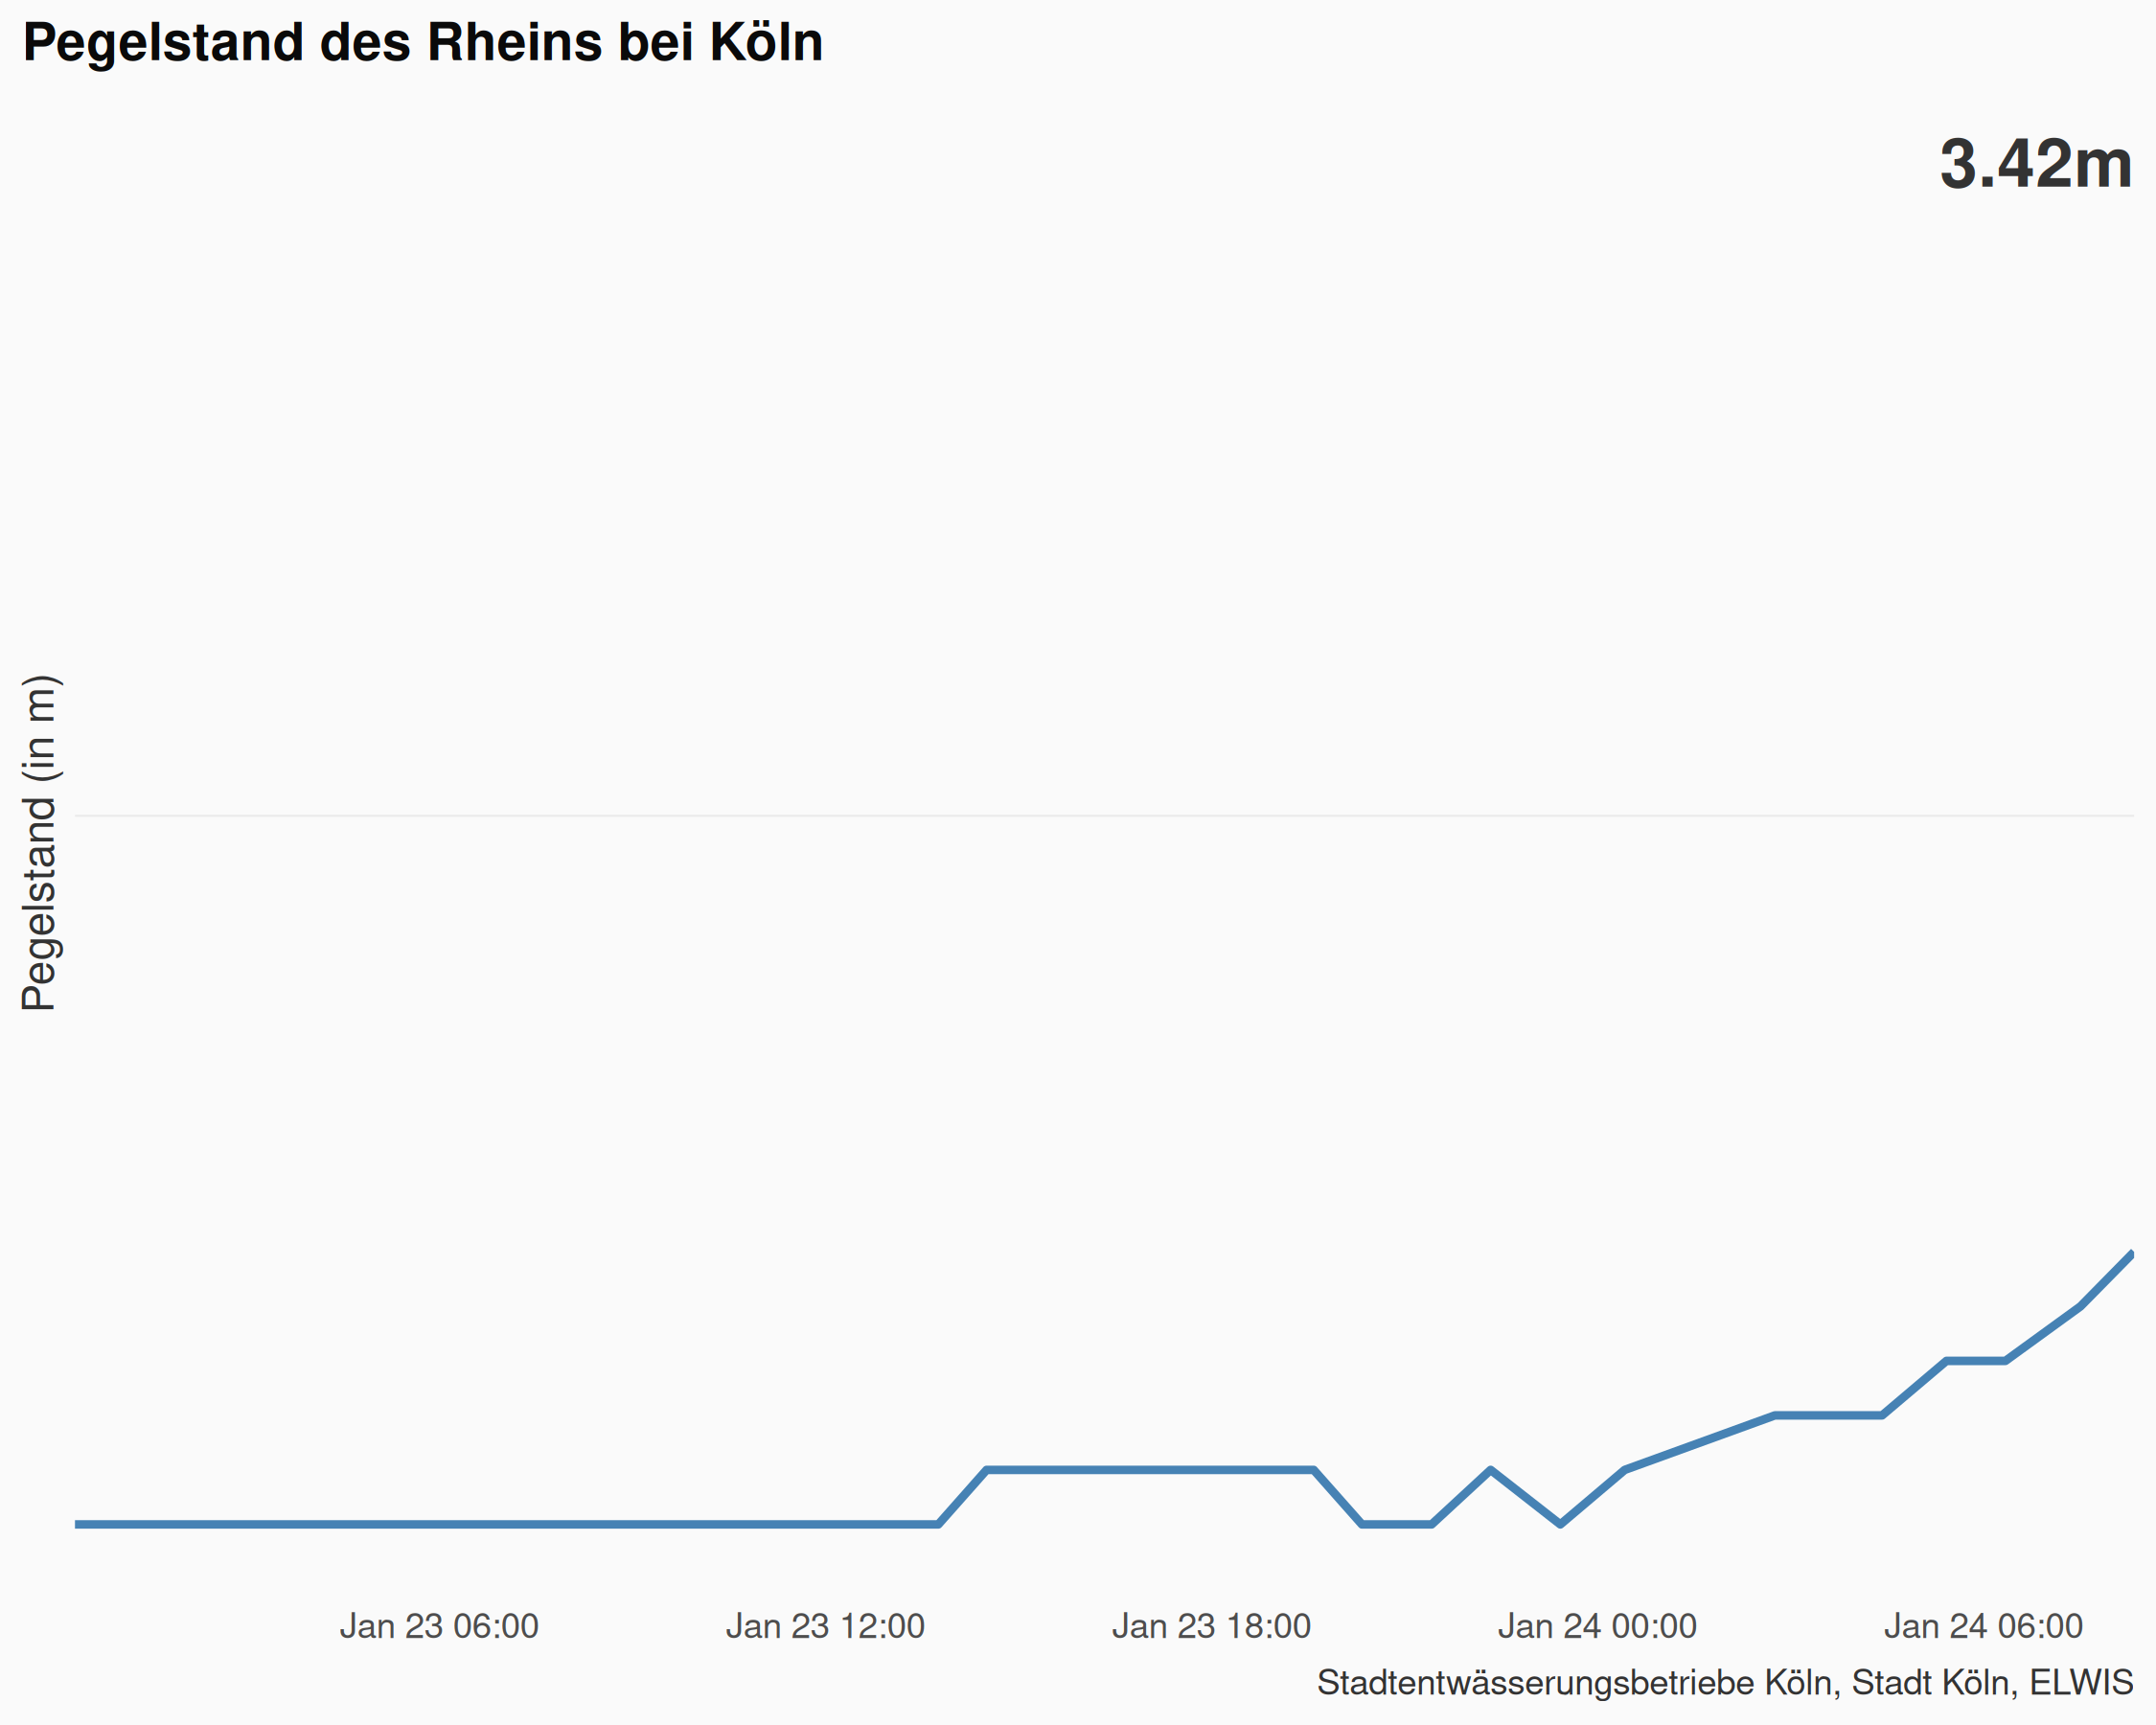 Pegelstand des Rheins bei Köln
3.42m
Pegelstand (in m)
Jan 23 06:00
Jan 23 12:00
Jan 23 18:00
Jan 24 00:00
Jan 24 06:00
Stadtentwässerungsbetriebe Köln, Stadt Köln, ELWIS